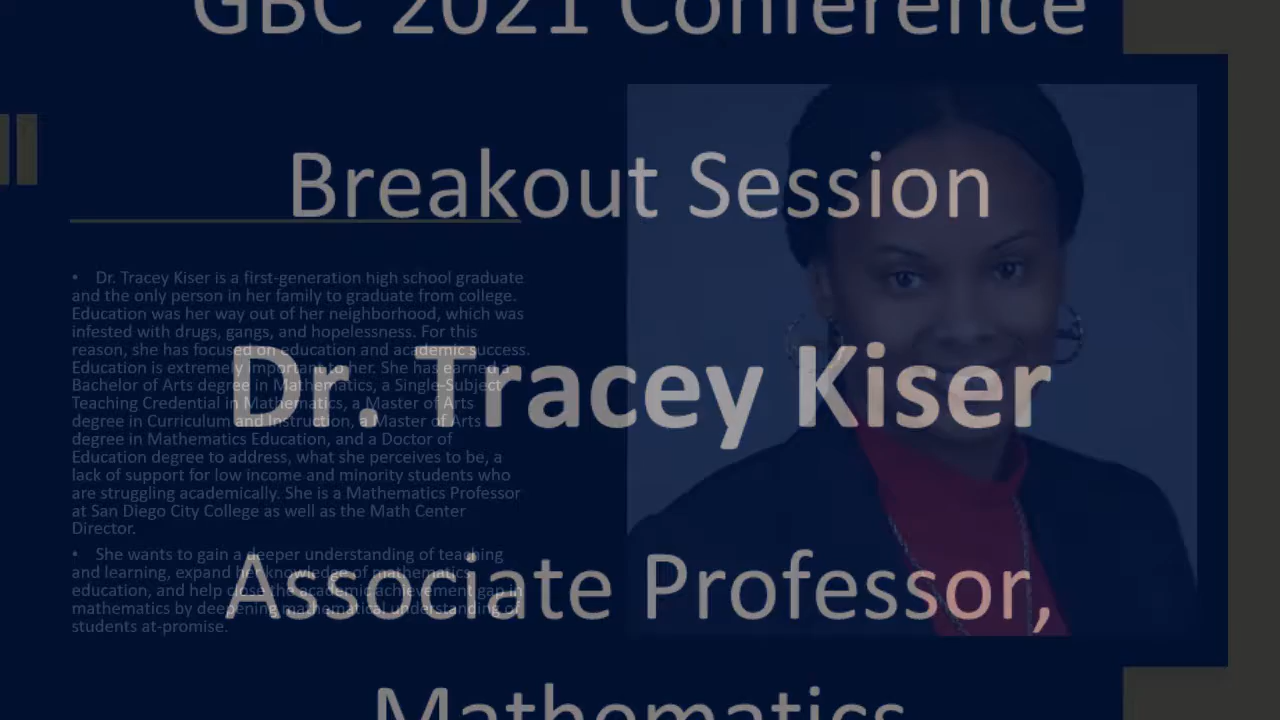 GBC 2021 Conference
Breakout Session
Dr. Tracey Kiser
Associate Professor,
Mathematics
• Dr. Tracey Kiser is a first-generation high school graduate
and the only person in her family to graduate from college.
Education was her way out of her neighborhood, which was
infested with drugs, gangs, and hopelessness. For this
reason, she has focused on education and academic success.
Education is extremely important to her. She has earned a
Bachelor of Arts degree in Mathematics, a Single Subject
Teaching Credential in Mathematics, a Master of Arts
degree in Curriculum and Instruction, a Master of Arts
degree in Mathematics Education, and a Doctor of
Education degree to address, what she perceives to be, a
lack of support for low income and minority students who
are struggling academically. She is a Mathematics Professor
at San Diego City College as well as the Math Center
Director.
• She wants to gain a deeper understanding of teaching
and learning, expand her knowledge of mathematics
education, and help the academic achievement gap in
mathematics by
students at-promise.